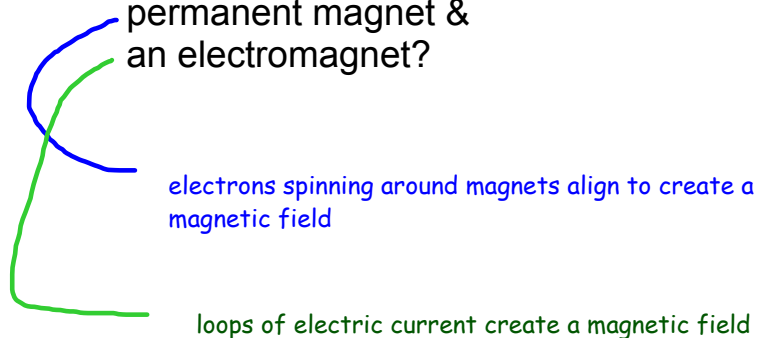 permanent magnet &
an electromagnet?
electrons spinning around magnets align to create a
magnetic field
loops of electric current create a magnetic field